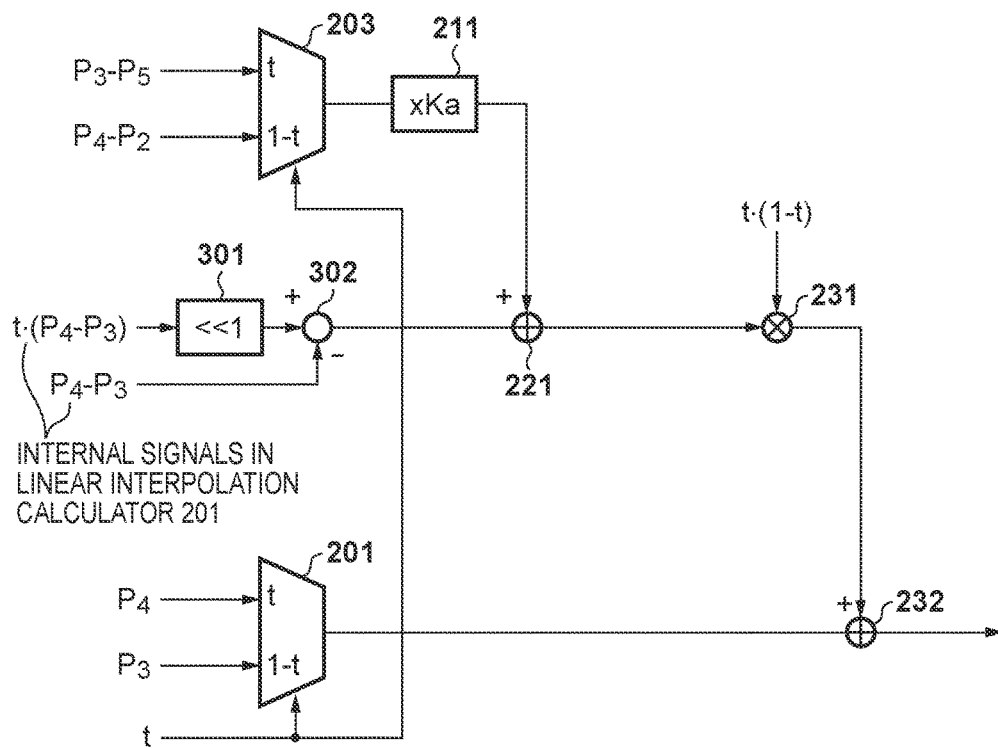 203
P3-P5
t
P4-P2
1-t
211
xKa
t·(1-t)
301
302
+
t·(P4-P3)
<<1
+
-
P4-P3
+
221
231
INTERNAL SIGNALS IN
LINEAR INTERPOLATION
CALCULATOR 201
201
P4
t
P3
1-t
+
232
t